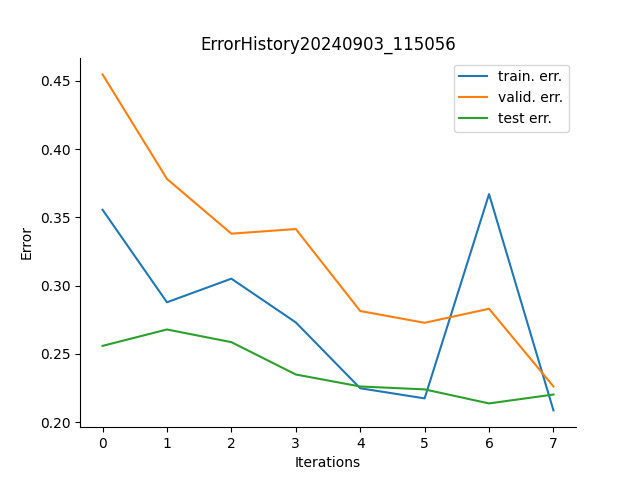 ErrorHistory20240903_115056
train. err.
valid. err.
test err.
0.45
0.40
0.35
0.30
0.25
0.20
Error
0 1 2 3 4 5 6 7
Iterations